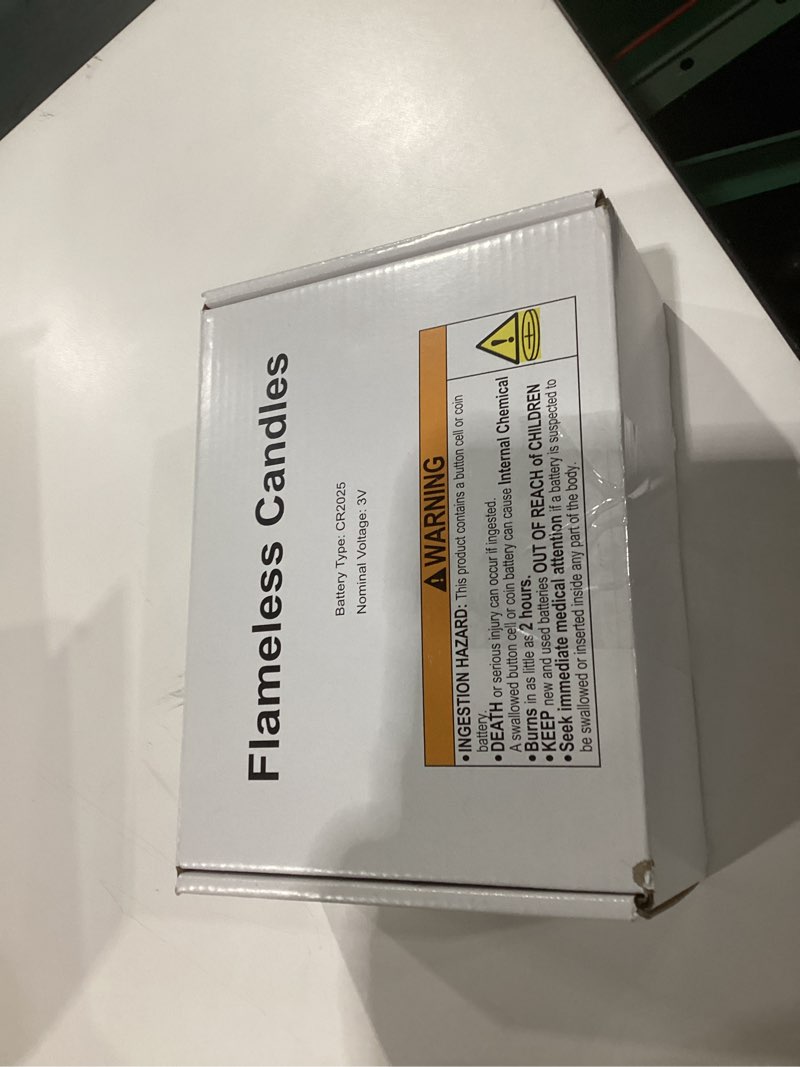 Flameless Candles
Battery Type: CR2025
Nominal Voltage: 3V
WARNING
• INGESTION HAZARD: This product contains a button cell or coin
battery.
• DEATH or serious injury can occur if ingested.
A swallowed button cell or coin battery can cause Internal Chemical
• Burns in as little as 2 hours.
• KEEP new and used batteries OUT OF REACH of CHILDREN
• Seek immediate medical attention if a battery is suspected to
be swallowed or inserted inside any part of the body.